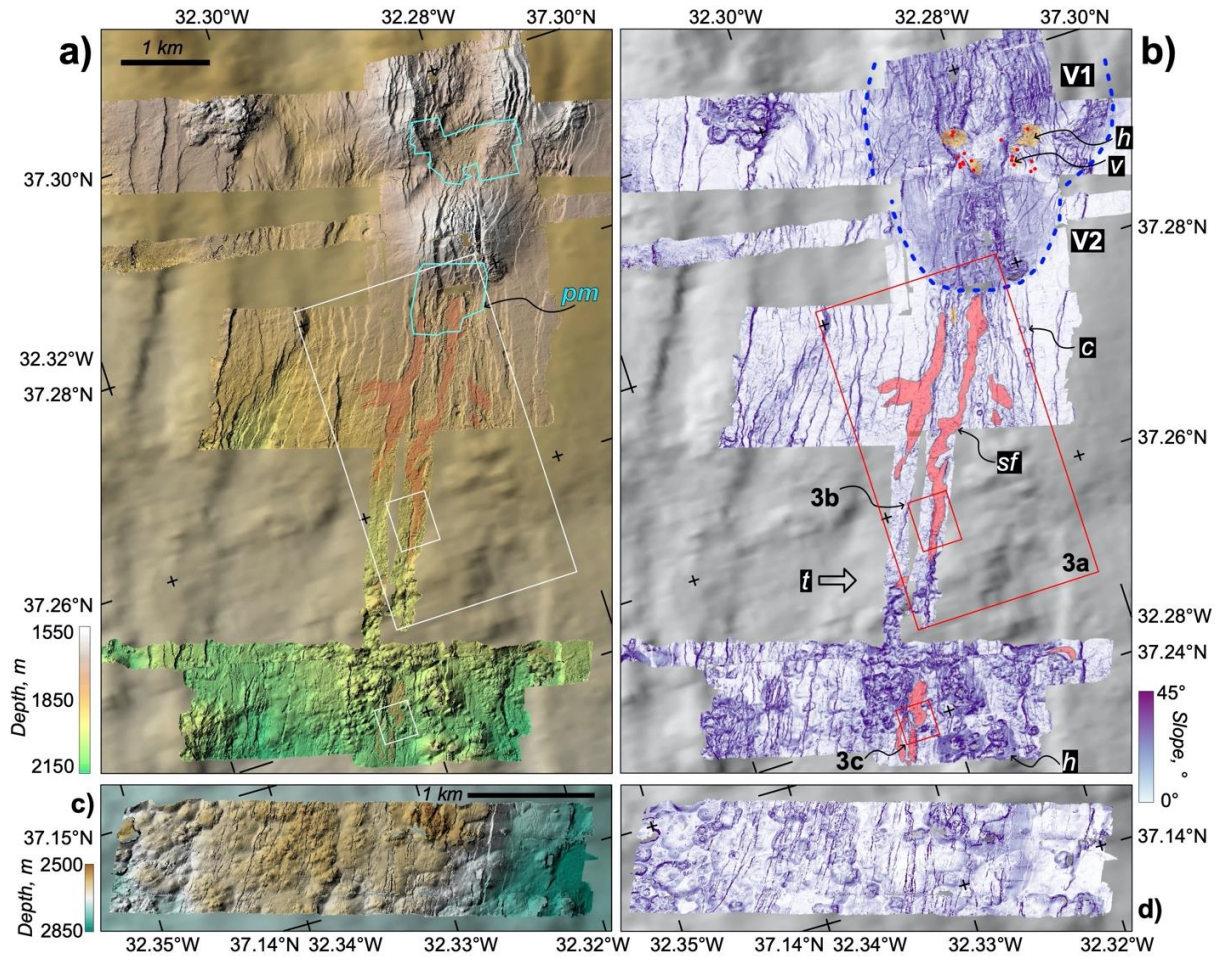 32.30°W
32.28°W
37.30°N
32.30°W
32.28°W
37.30°N
a)
1 km
b)
V1
h
v
37.30°N
V2
37.28°N
pm
c
32.32°W
37.28°N
37.26°N
sf
3b
3a
t
37.26°N
1550
1850
2150
Depth, m
32.28°W
37.24°N
45°
Slope, °
0°
3c
h
c)
1 km
37.15°N
2500
2850
Depth, m
37.14°N
d)
32.35°W
37.14°N
32.34°W
32.33°W
32.32°W
32.35°W
37.14°N
32.34°W
32.33°W
32.32°W